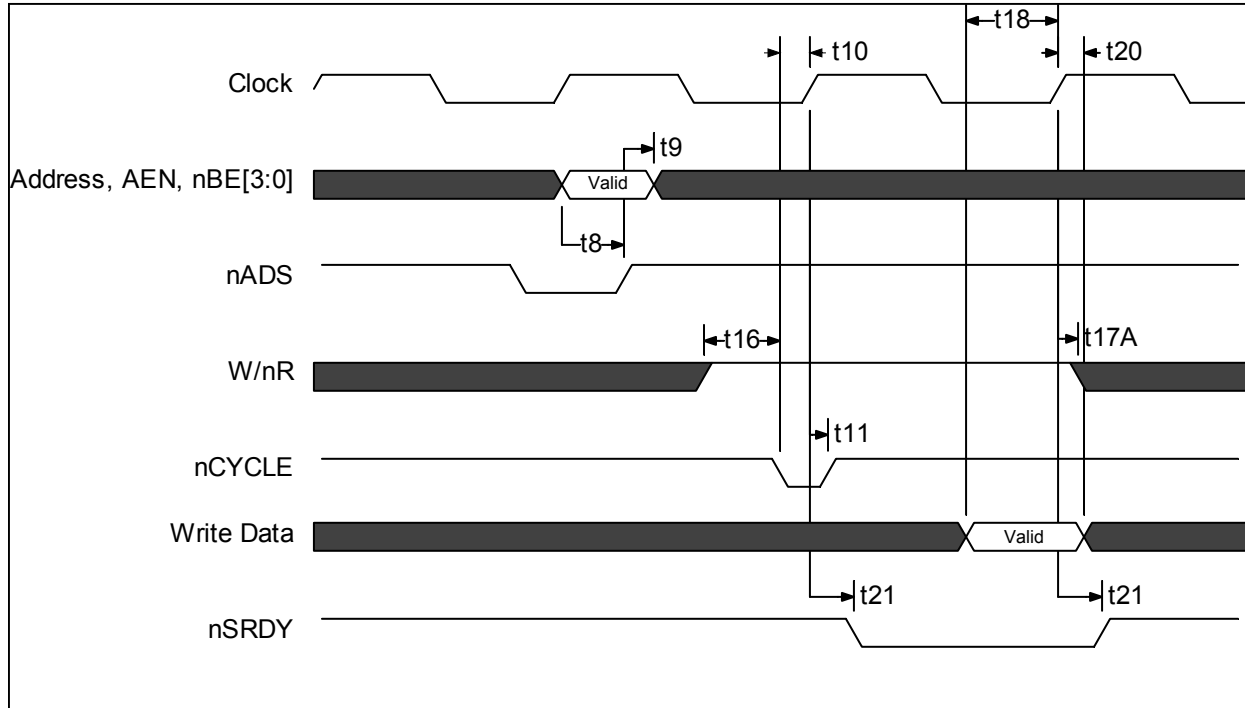 t18
t10
t20
Clock
t9
Address, AEN, nBE[3:0]
Valid
t8
nADS
t16
t17A
W/nR
t11
nCYCLE
Write Data
Valid
t21
t21
nSRDY